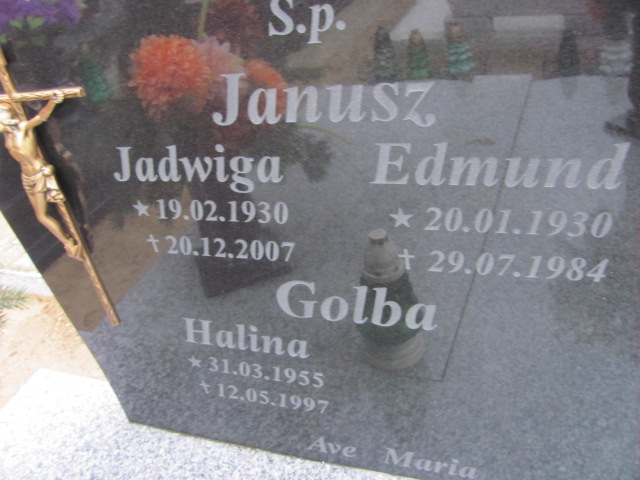 S.p.
Janusz
Jadwiga
★ 19.02.1930
✝ 20.12.2007
Edmund
★ 20.01.1930
✝ 29.07.1984
Golba
Halina
★ 31.03.1955
✝ 12.05.1997
Ave Maria